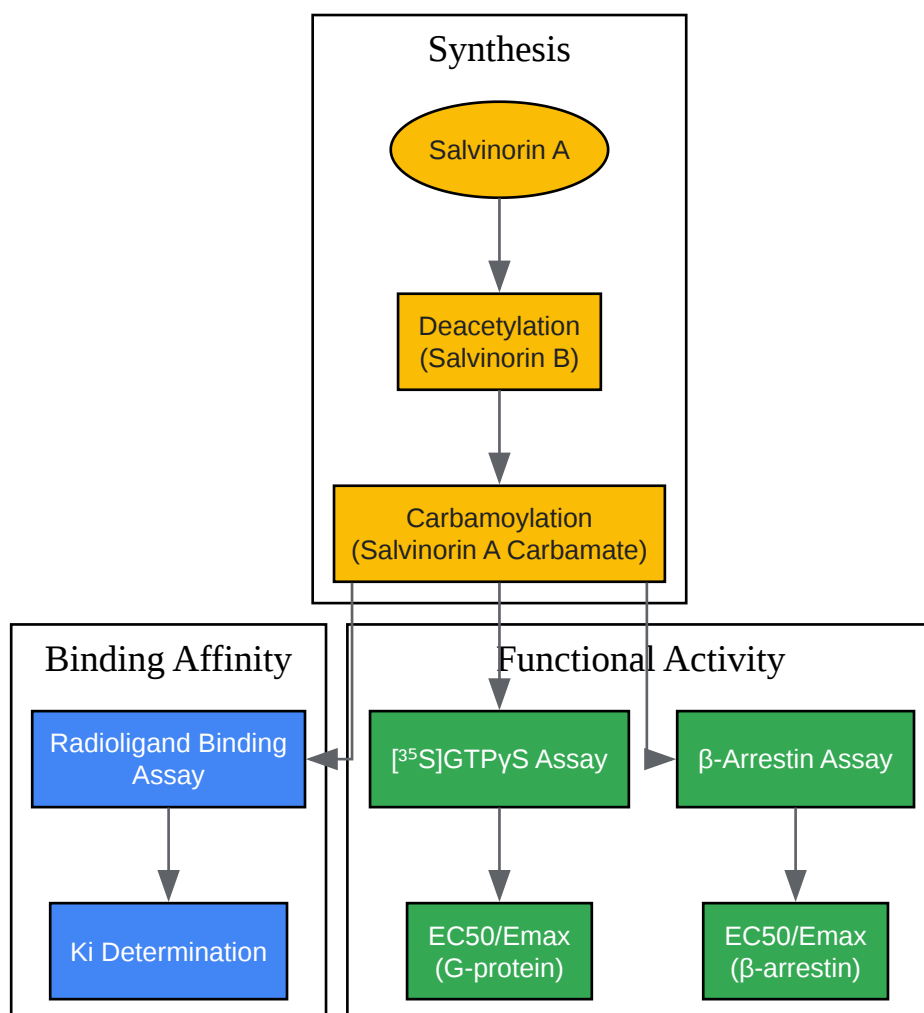 Synthesis
Salvinorin A
Deacetylation
(Salvinorin B)
Carbamoylation
(Salvinorin A Carbamate)
Binding Affinity
Radioligand Binding
Assay
Ki Determination
Functional Activity
[³⁵S]GTPγS Assay
β-Arrestin Assay
EC50/Emax
(G-protein)
EC50/Emax
(β-arrestin)